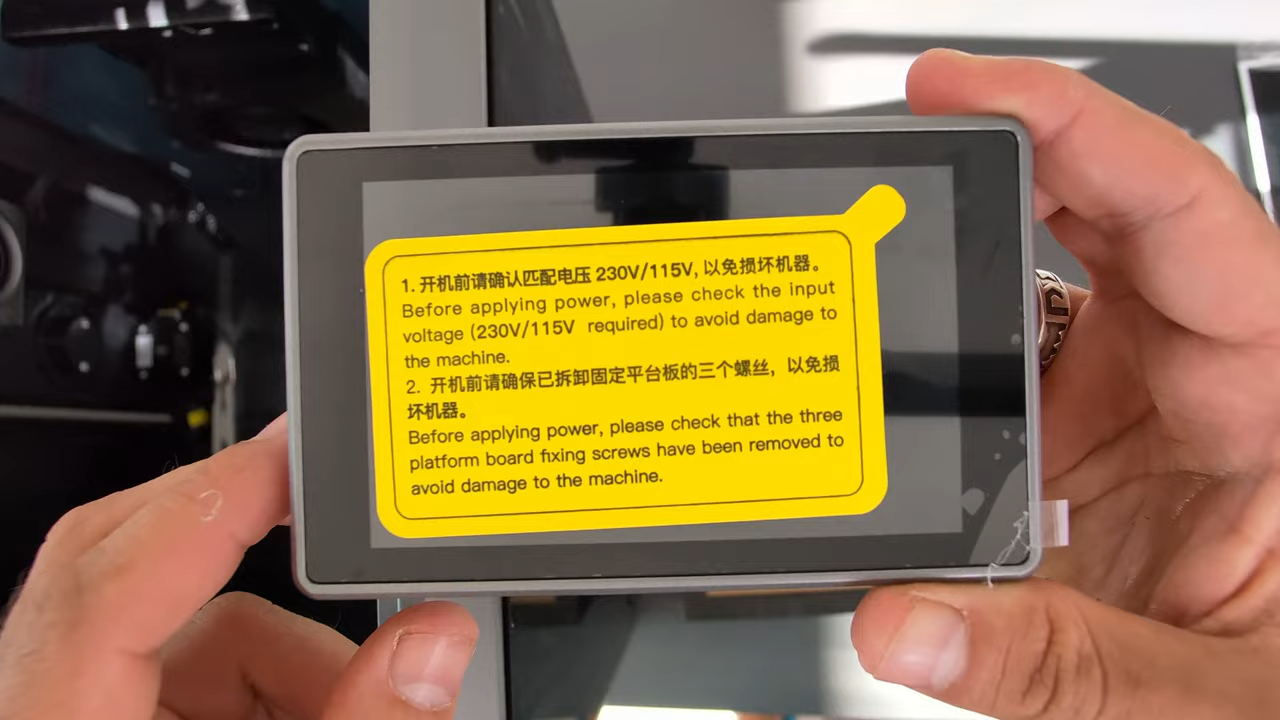 1. 开机前请确认匹配电压 230V/115V, 以免损坏机器。
Before applying power, please check the input
voltage (230V/115V required) to avoid damage to
the machine.
2. 开机前请确保已拆卸固定平台板的三个螺丝，以免损
坏机器。
Before applying power, please check that the three
platform board fixing screws have been removed to
avoid damage to the machine.